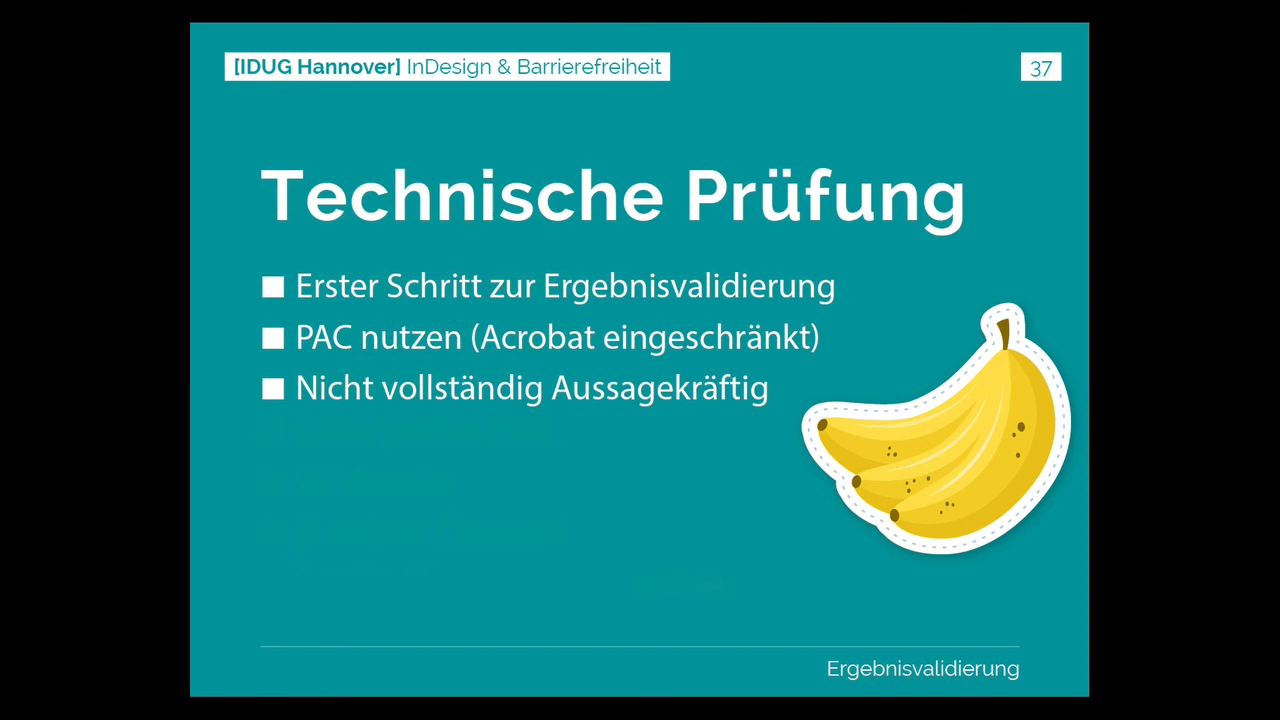 [IDUG Hannover] InDesign & Barrierefreiheit
37
Technische Prüfung
■ Erster Schritt zur Ergebnisvalidierung
■ PAC nutzen (Acrobat eingeschränkt)
■ Nicht vollständig Aussagekräftig
Ergebnisvalidierung